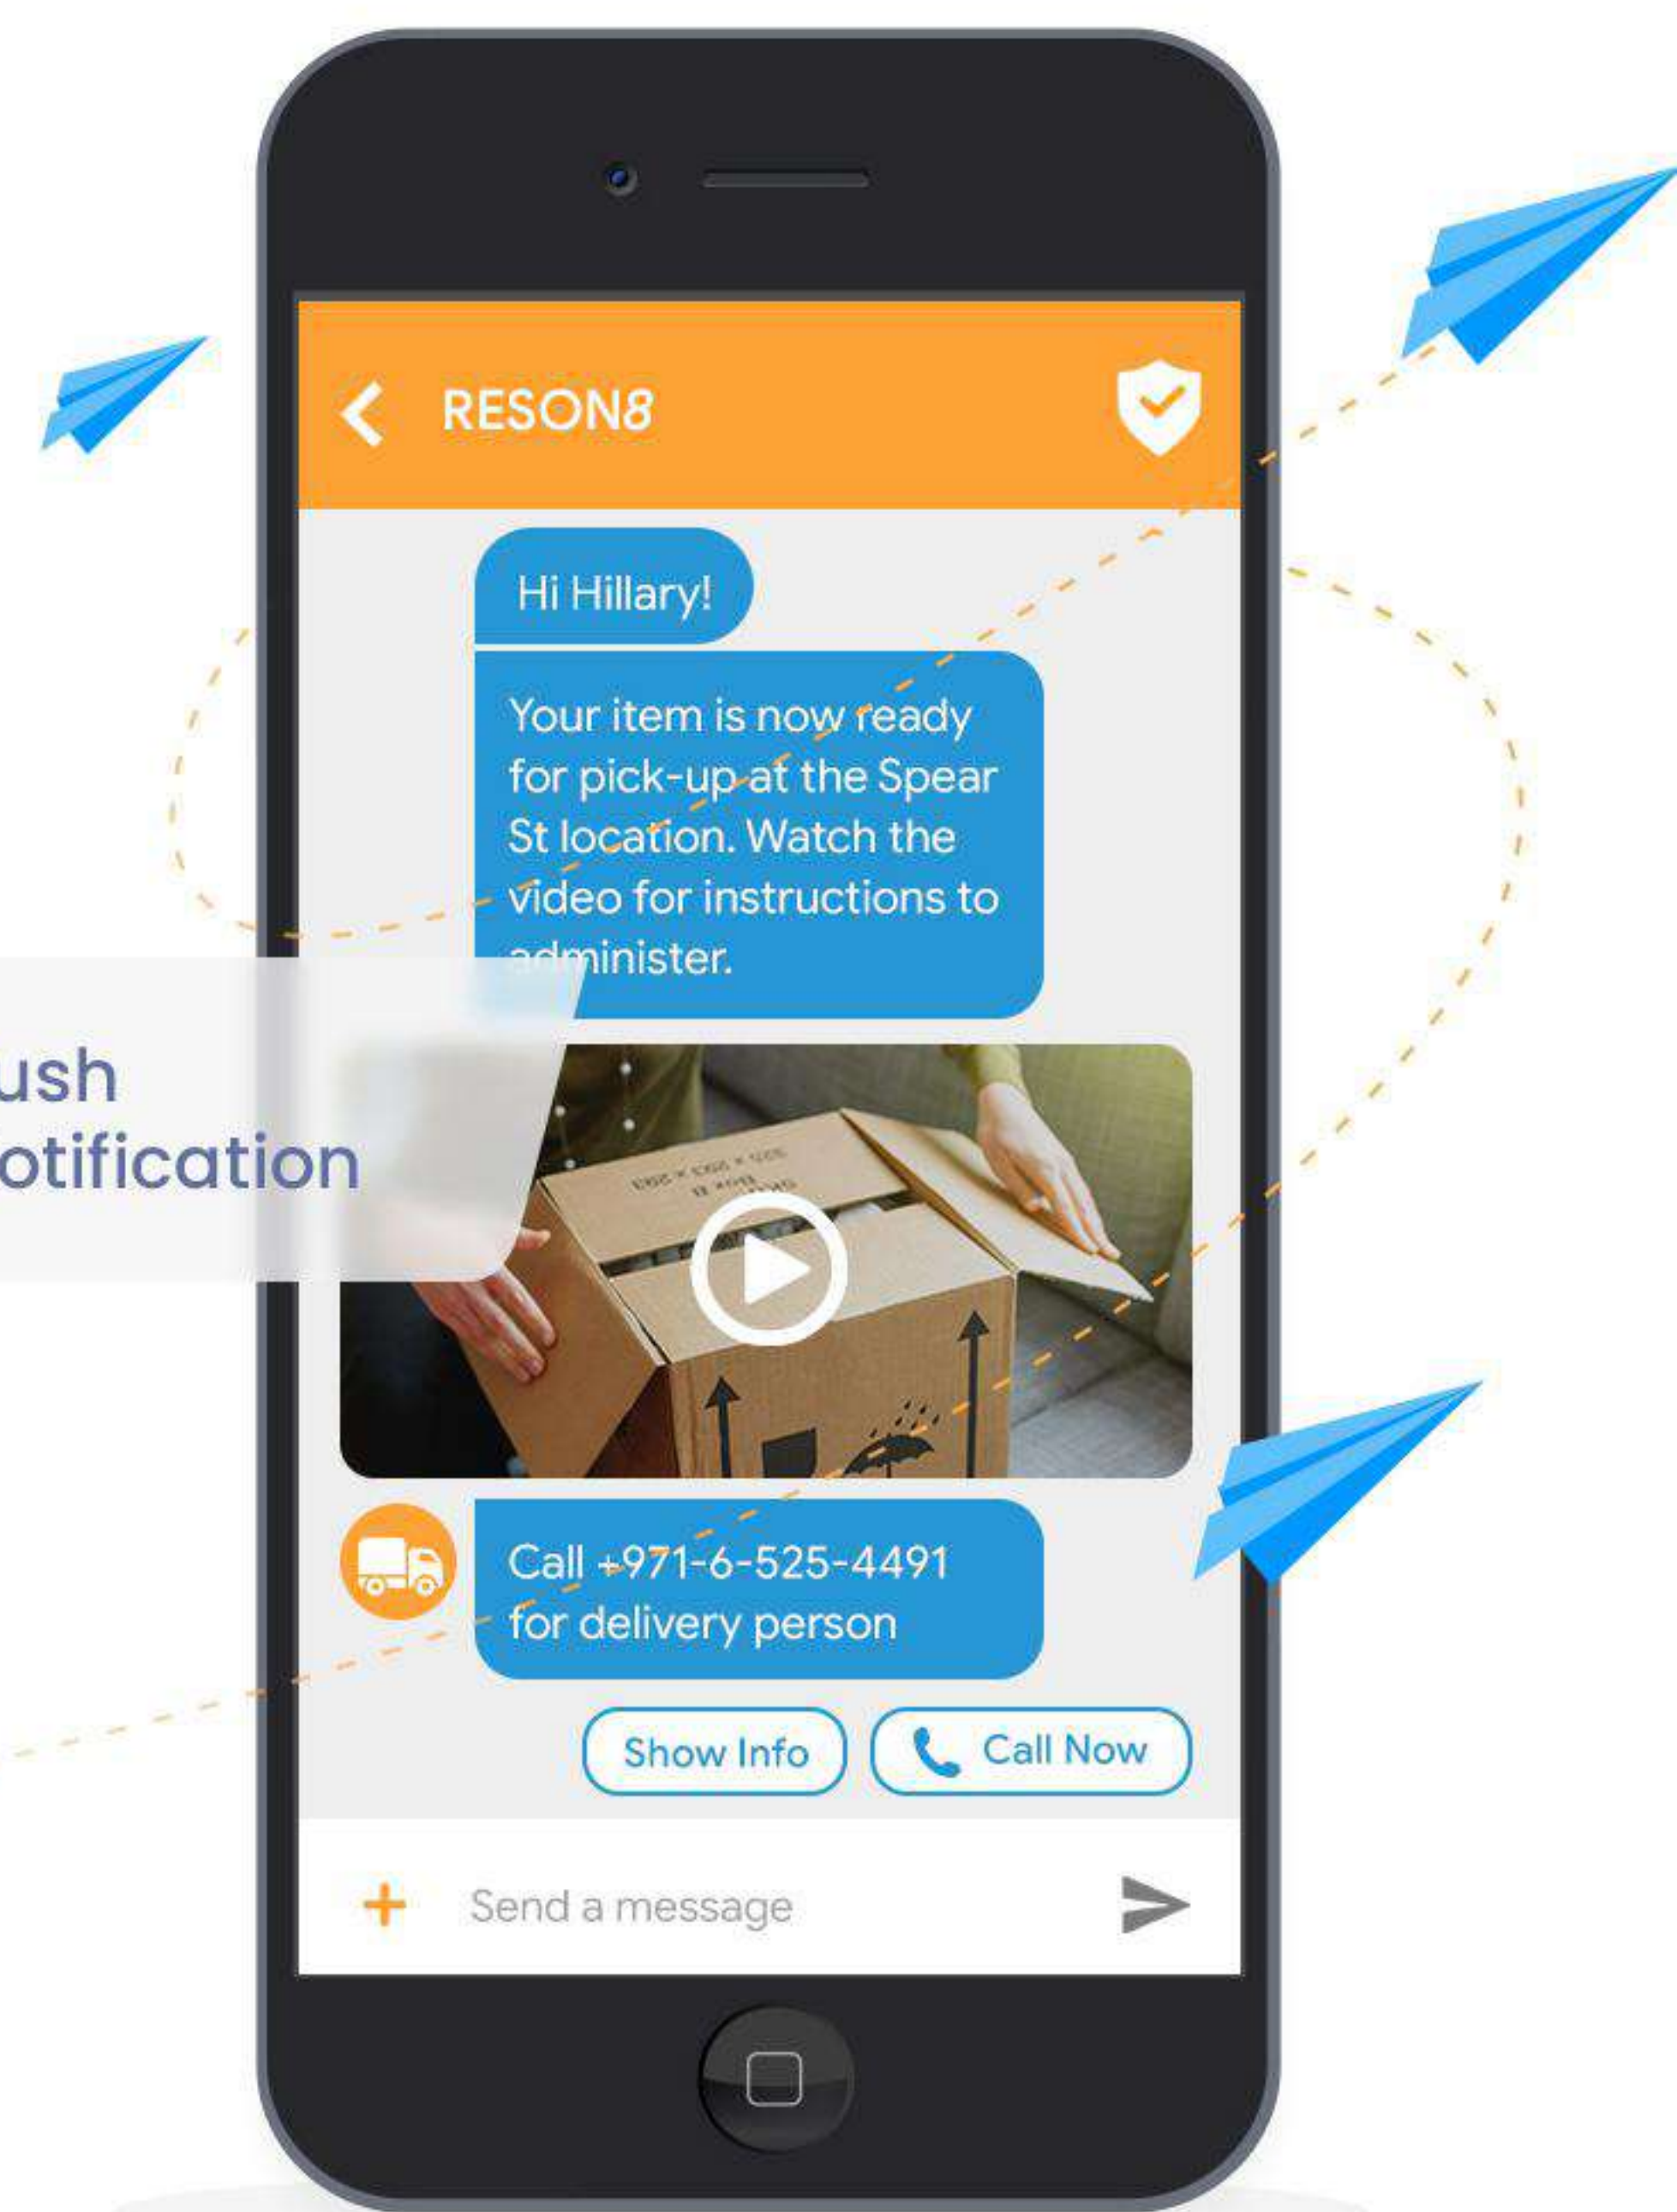 RESON8
Hi Hillary!
Your item is now ready
for pick-up at the Spear
St location. Watch the
video for instructions to
administer.
ush
otification
Box B
Call +971-6-525-4491
for delivery person
Show Info
Call Now
Send a message